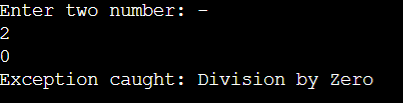 Enter two number: -
2
0
Exception caught: Division by Zero